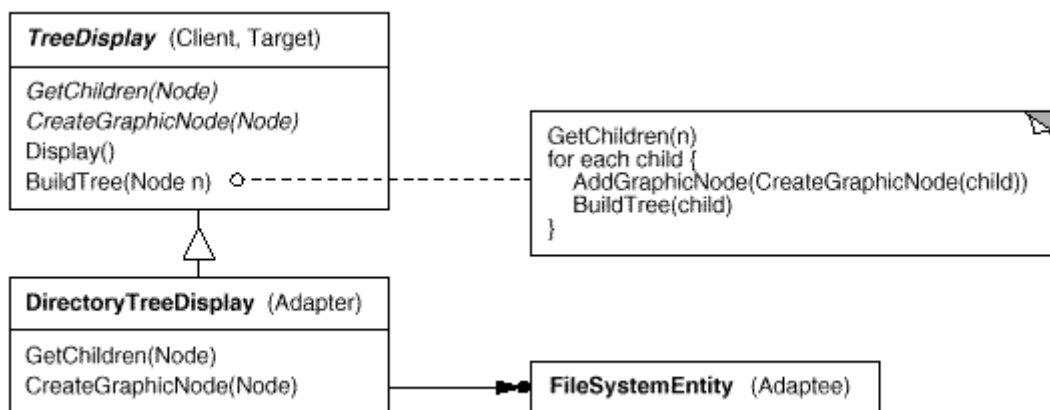 TreeDisplay (Client, Target)
GetChildren(Node)
CreateGraphicNode(Node)
Display()
BuildTree(Node n)
GetChildren(n)
for each child {
AddGraphicNode(CreateGraphicNode(child))
BuildTree(child)
}
DirectoryTreeDisplay (Adapter)
GetChildren(Node)
CreateGraphicNode(Node)
FileSystemEntity (Adaptee)